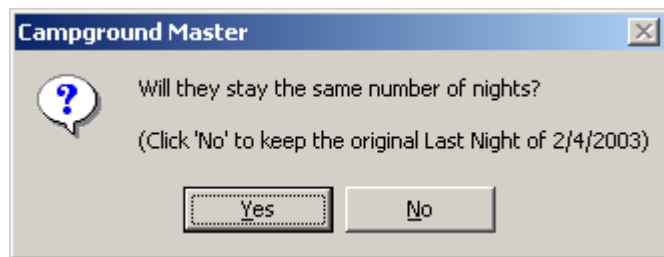 Campground Master
Will they stay the same number of nights?
(Click 'No' to keep the original Last Night of 2/4/2003)
Yes No